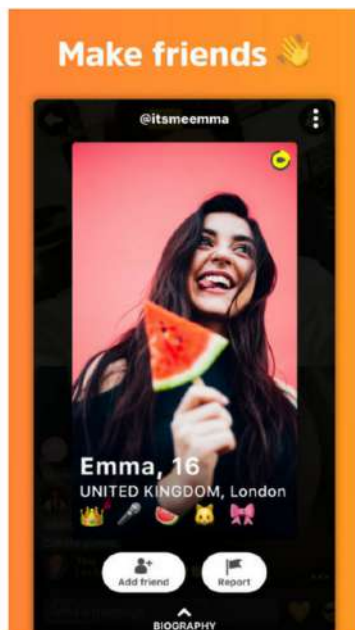 Make friends 👋
@itsmeemma
Emma, 16
UNITED KINGDOM, London
Add friend
Report
BIOGRAPHY